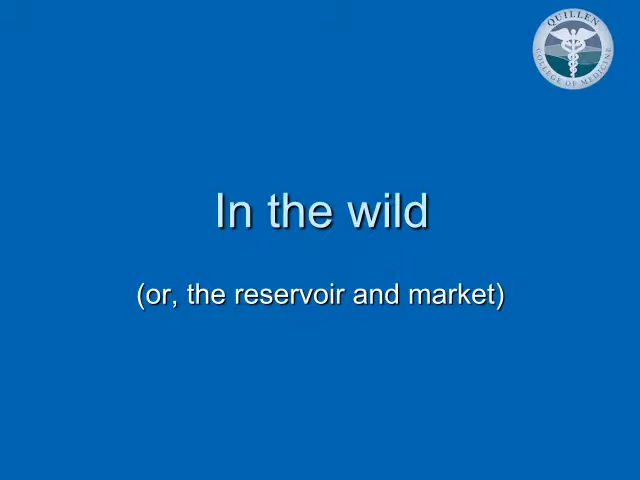 QUILLEN
COLLEGE OF MEDICINE
In the wild
(or, the reservoir and market)